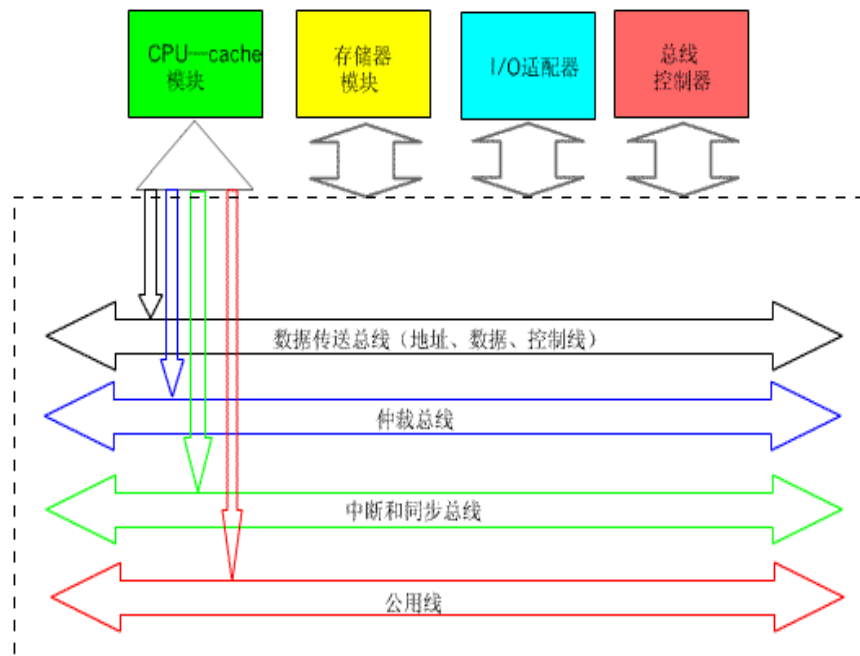 CPU—cache
模块
存储器
模块
I/O适配器
总线
控制器
数据传送总线（地址、数据、控制线）
仲裁总线
中断和同步总线
公用线